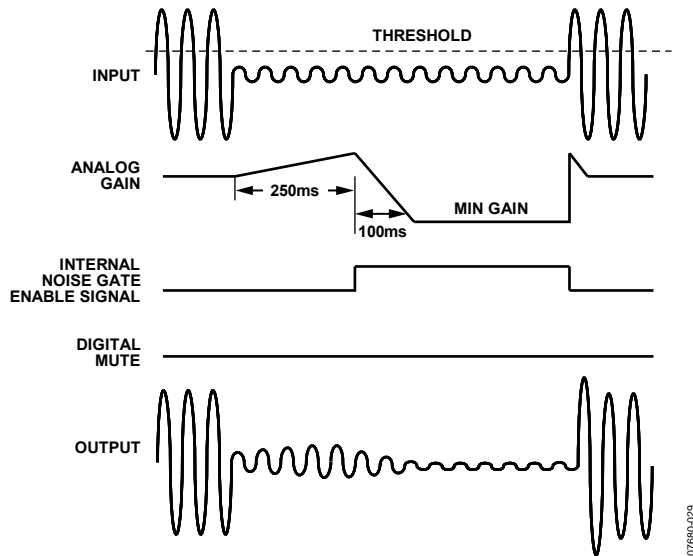 THRESHOLD
INPUT
ANALOG
GAIN
250ms
100ms
MIN GAIN
INTERNAL
NOISE GATE
ENABLE SIGNAL
DIGITAL
MUTE
OUTPUT
07680-029